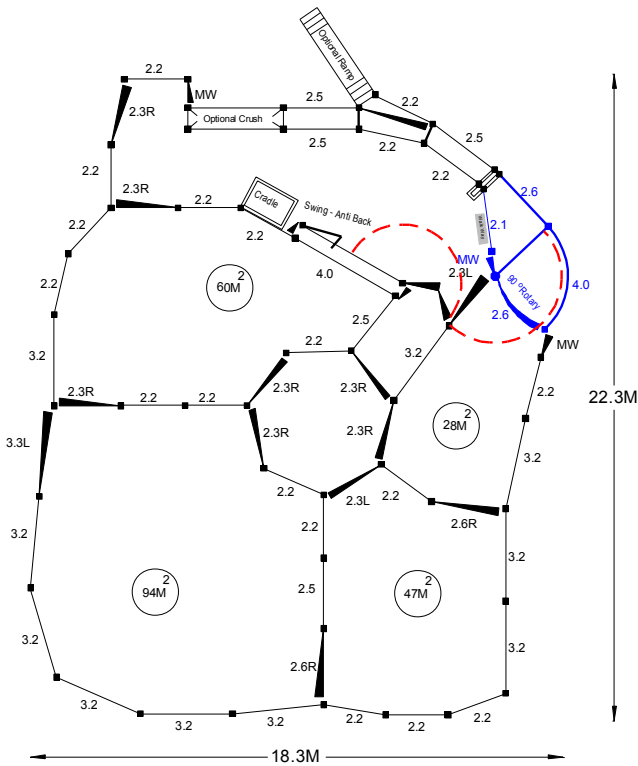 Optional Ramp
2.2
MW
2.5
2.2
2.3R
Optional Crush
2.5
2.2
2.5
2.2
2.6
2.2
2.3R
2.2
Cradle
Swing - Anti Back
2.1
Walk Way
2.2
MW
2.3L
90 ºRotary
4.0
2.2
60M2
4.0
2.6
2.5
MW
3.2
2.2
3.2
22.3M
2.3R
2.2
2.2
2.3R
2.3R
2.2
3.3L
2.3R
2.3R
28M2
3.2
2.2
2.3L
2.2
2.6R
3.2
2.2
3.2
2.5
94M2
47M2
3.2
3.2
2.6R
3.2
3.2
2.2
2.2
2.2
18.3M